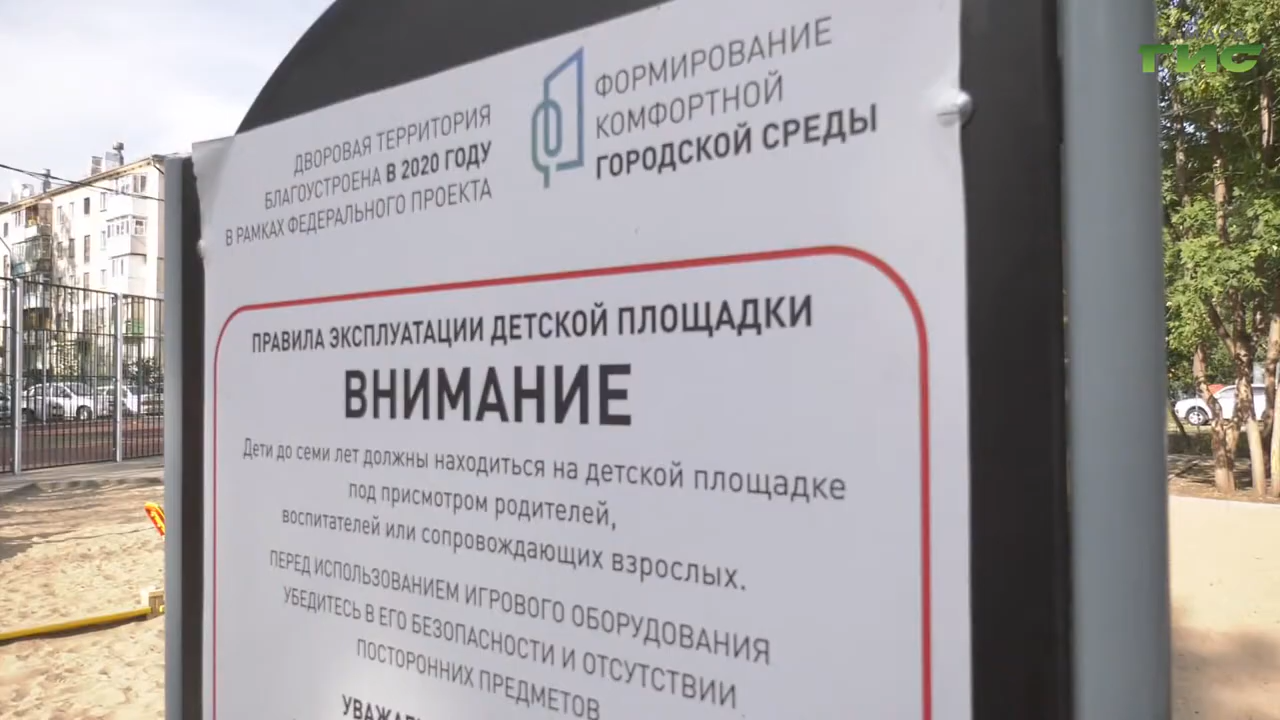 ГИС
ДВОРОВАЯ ТЕРРИТОРИЯ
БЛАГОУСТРОЕНА В 2020 ГОДУ
В РАМКАХ ФЕДЕРАЛЬНОГО ПРОЕКТА
ФОРМИРОВАНИЕ
КОМФОРТНОЙ
ГОРОДСКОЙ СРЕДЫ
ПРАВИЛА ЭКСПЛУАТАЦИИ ДЕТСКОЙ ПЛОЩАДКИ
ВНИМАНИЕ
Дети до семи лет должны находиться на детской площадке
под присмотром родителей,
воспитателей или сопровождающих взрослых.
ПЕРЕД ИСПОЛЬЗОВАНИЕМ ИГРОВОГО ОБОРУДОВАНИЯ
УБЕДИТЕСЬ В ЕГО БЕЗОПАСНОСТИ И ОТСУТСТВИИ
ПОСТОРОННИХ ПРЕДМЕТОВ